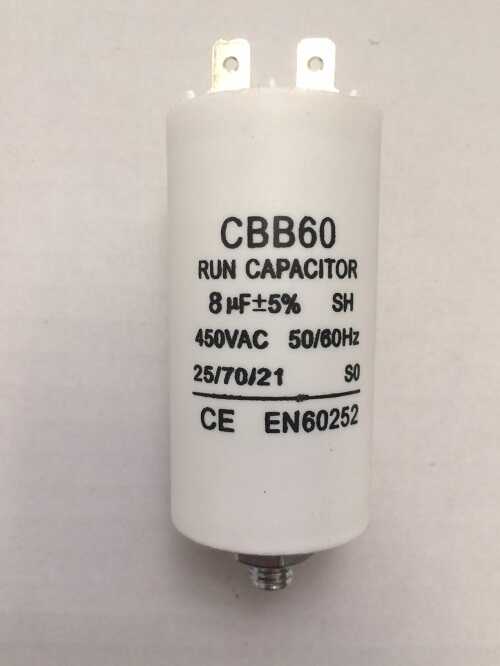 CBB60
RUN CAPACITOR
8 µF±5% SH
450VAC 50/60Hz
25/70/21 S0
CE EN60252